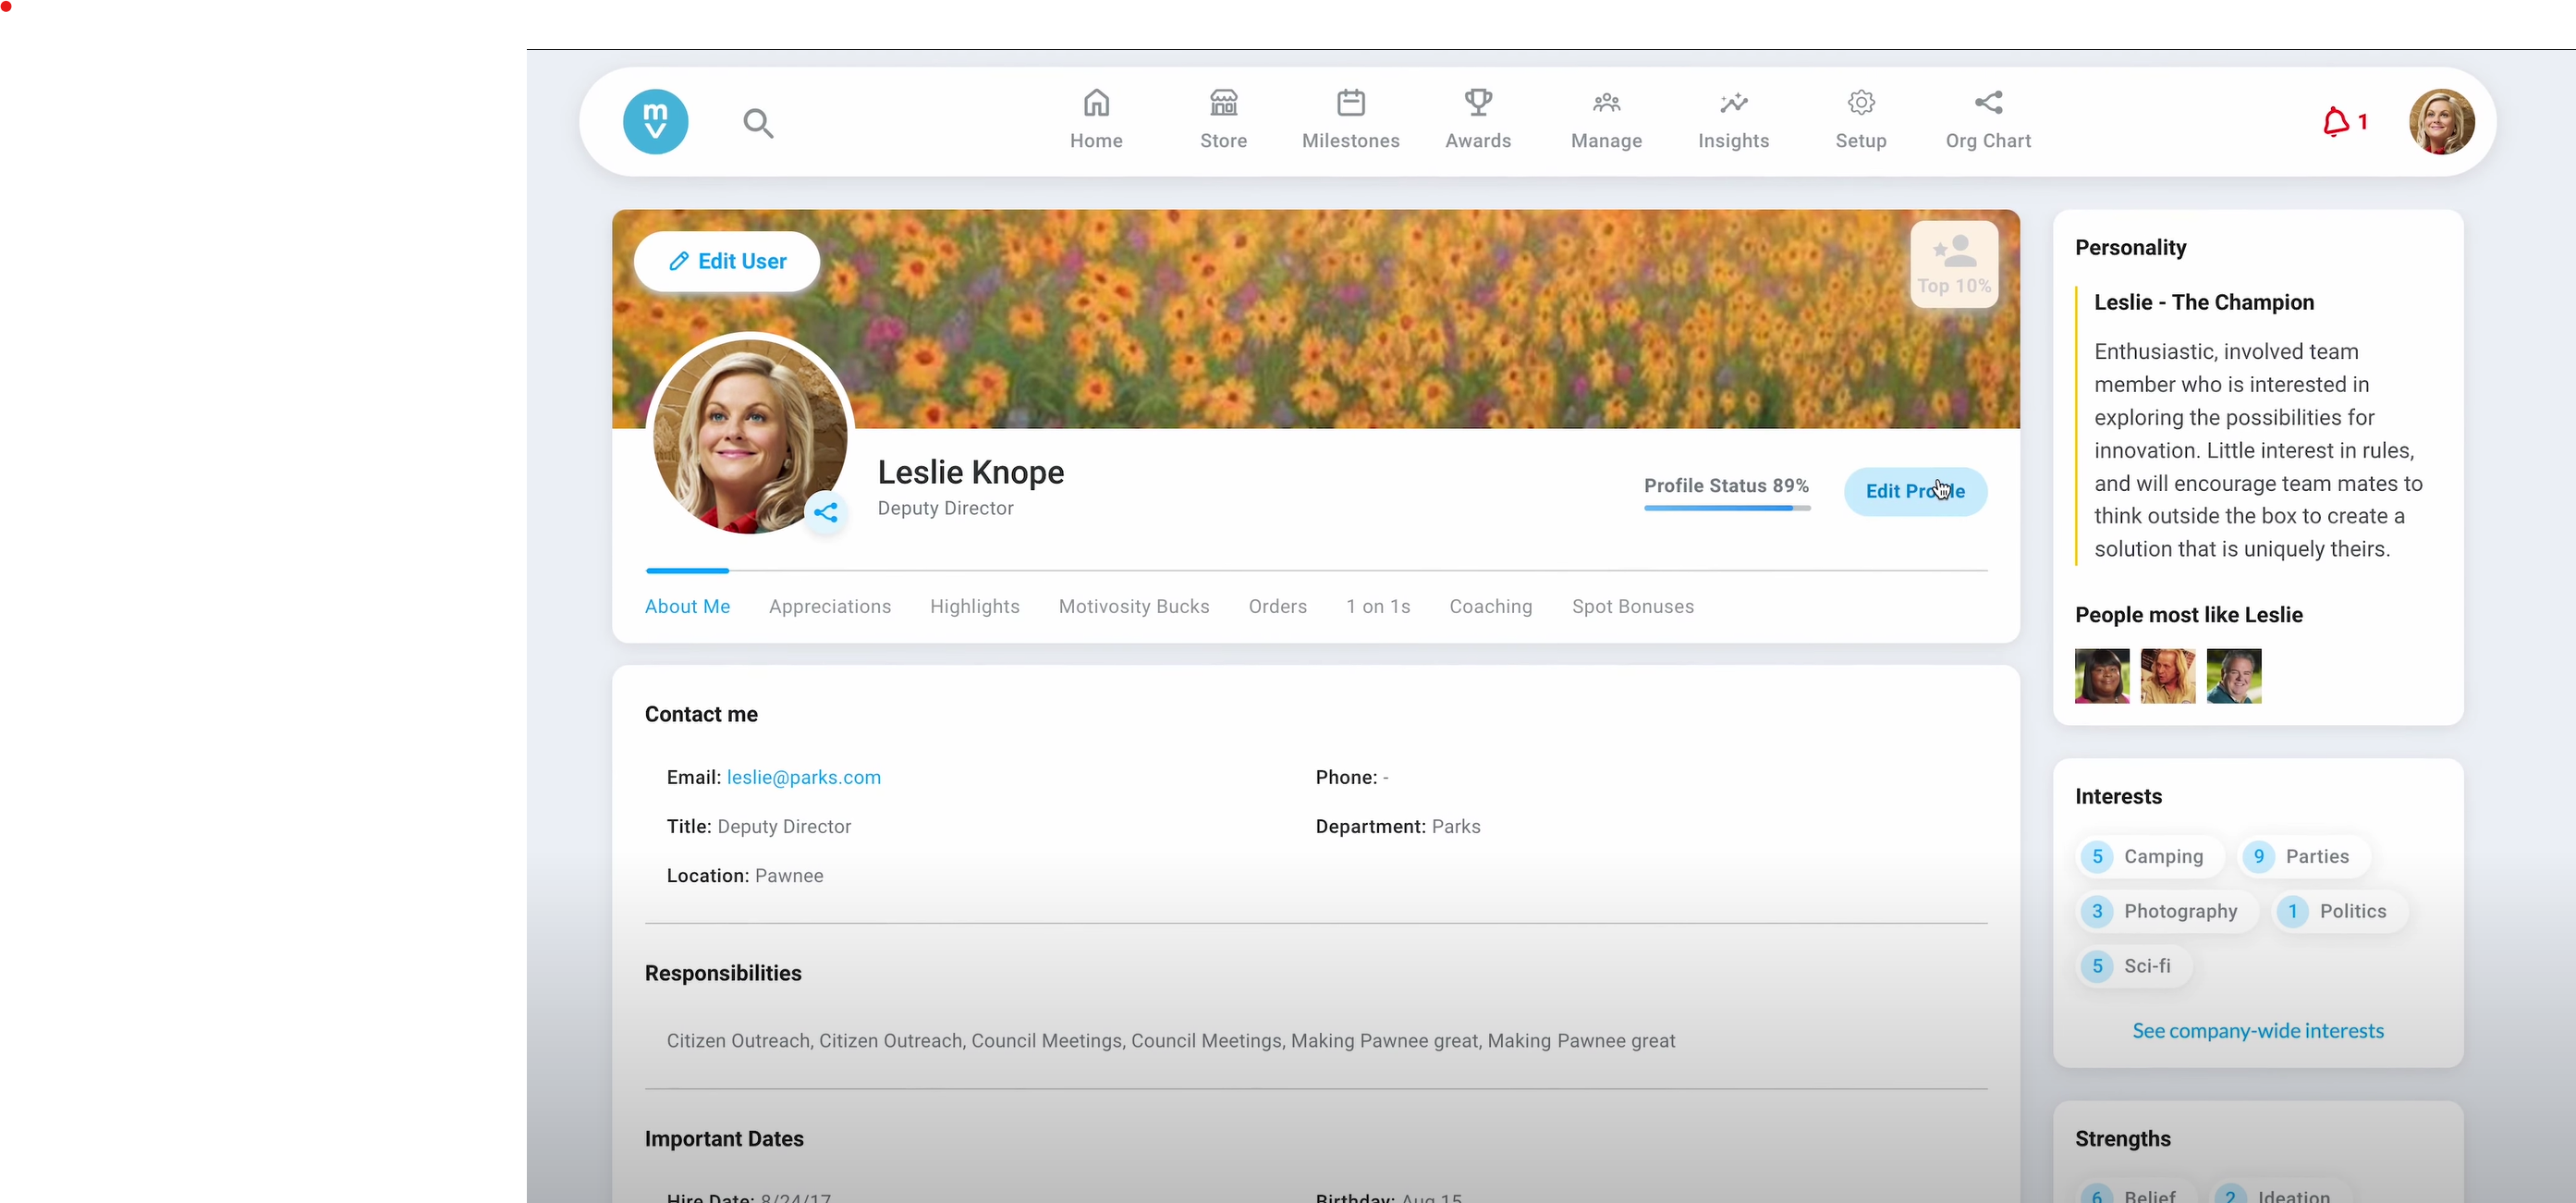 mv
Home
Store
Milestones
Awards
Manage
Insights
Setup
Org Chart
1
Edit User
Top 10%
Leslie Knope
Deputy Director
Profile Status 89%
Edit Profile
About Me
Appreciations
Highlights
Motivosity Bucks
Orders
1 on 1s
Coaching
Spot Bonuses
Contact me
Email: leslie@parks.com
Phone: -
Title: Deputy Director
Department: Parks
Location: Pawnee
Responsibilities
Citizen Outreach, Citizen Outreach, Council Meetings, Council Meetings, Making Pawnee great, Making Pawnee great
Important Dates
Hire Date: 8/24/17
Birthday: Aug 15
Personality
Leslie - The Champion
Enthusiastic, involved team
member who is interested in
exploring the possibilities for
innovation. Little interest in rules,
and will encourage team mates to
think outside the box to create a
solution that is uniquely theirs.
People most like Leslie
Interests
5 Camping
9 Parties
3 Photography
1 Politics
5 Sci-fi
See company-wide interests
Strengths
6 Belief
2 Ideation